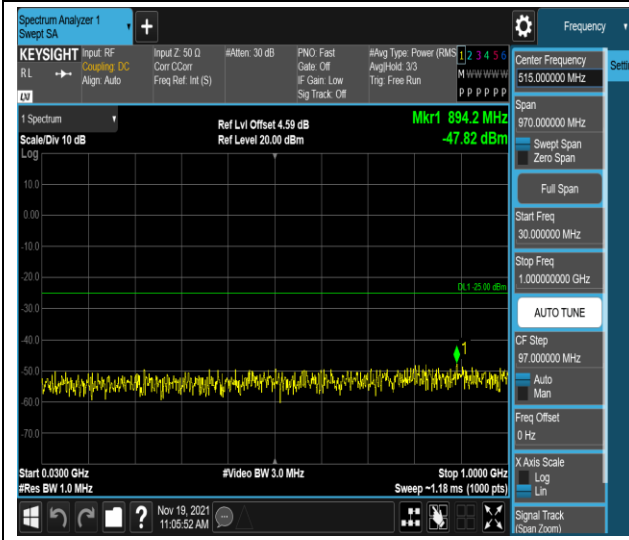 Spectrum Analyzer 1
Swept SA
+
Frequency
KEYSIGHT
RL
LXI
Input: RF
Coupling: DC
Align: Auto
Input Z: 50 Ω
Corr CCorr
Freq Ref: Int (S)
#Atten: 30 dB
PNO: Fast
Gate: Off
IF Gain: Low
Sig Track: Off
#Avg Type: Power (RMS
Avg|Hold: 3/3
Trig: Free Run
1 2 3 4 5 6
M W W W W W
P P P P P P
1 Spectrum
Scale/Div 10 dB
Log
Ref Lvl Offset 4.59 dB
Ref Level 20.00 dBm
Mkr1 894.2 MHz
-47.82 dBm
10.0
0.00
-10.0
-20.0
-30.0
-40.0
-50.0
-60.0
-70.0
DL1 -25.00 dBm
1
Start 0.0300 GHz
#Res BW 1.0 MHz
#Video BW 3.0 MHz
Stop 1.0000 GHz
Sweep ~1.18 ms (1000 pts)
Nov 19, 2021
11:05:52 AM
Center Frequency
515.000000 MHz
Settin
Span
970.000000 MHz
Swept Span
Zero Span
Full Span
Start Freq
30.000000 MHz
Stop Freq
1.000000000 GHz
AUTO TUNE
CF Step
97.000000 MHz
Auto
Man
Freq Offset
0 Hz
X Axis Scale
Log
Lin
Signal Track
(Span Zoom)